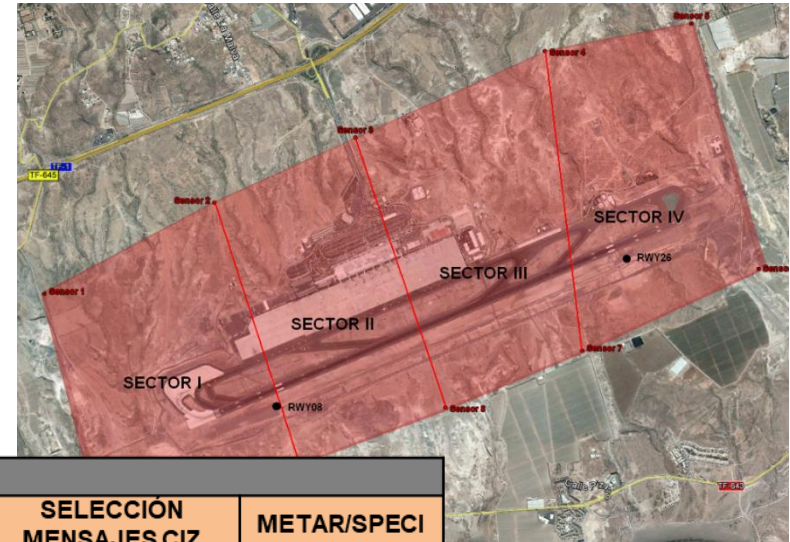 Sensor 5
Sensor 4
Sensor 3
TF-1
TF-645
Sensor 2
SECTOR IV
RWY26
Sensor
SECTOR III
Sensor 1
SECTOR II
Sensor 7
SECTOR I
RWY08
TF-643
SELECCIÓN
MENSAJES CIZ
METAR/SPECI